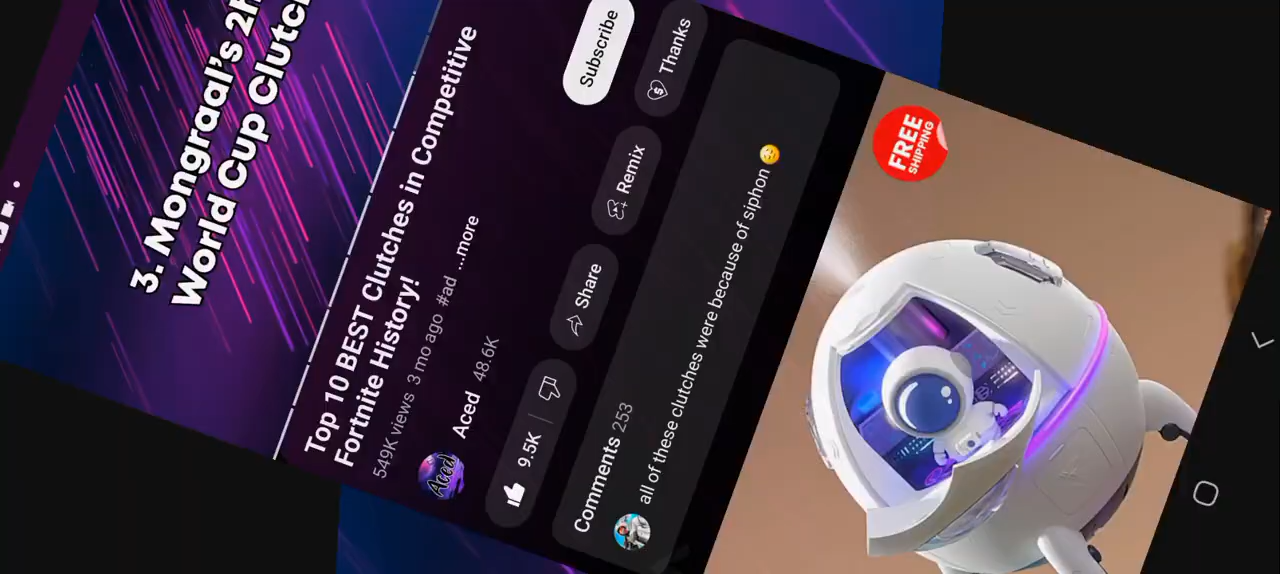 3. Mongraal's
World Cup
Top 10 BEST Clutches in Competitive
Fortnite History!
549K views 3 mo ago #ad ...more
Aced 48.6K
Subscribe
9.5K
Share
Remix
Thanks
Comments 253
all of these clutches were because of siphon 😳
FREE
SHIPPING